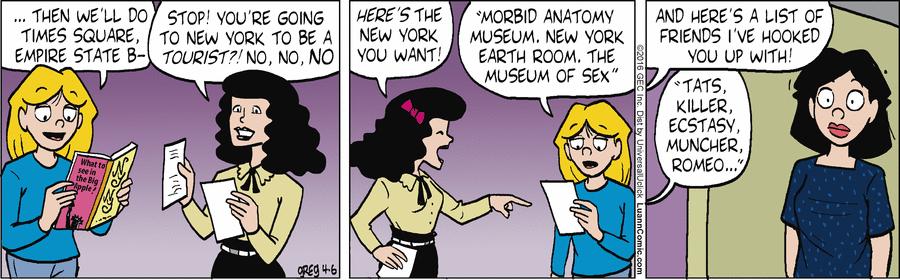 ... THEN WE'LL DO
TIMES SQUARE,
EMPIRE STATE B-
STOP! YOU'RE GOING
TO NEW YORK TO BE A
TOURIST?! NO, NO, NO
What to
see in
the Big
Apple!
GREG 4-6
HERE'S THE
NEW YORK
YOU WANT!
"MORBID ANATOMY
MUSEUM. NEW YORK
EARTH ROOM. THE
MUSEUM OF SEX"
©2016 GEC Inc. Dist by UniversalUclick LuannComic.com
AND HERE'S A LIST OF
FRIENDS I'VE HOOKED
YOU UP WITH!
"TATS,
KILLER,
ECSTASY,
MUNCHER,
ROMEO..."